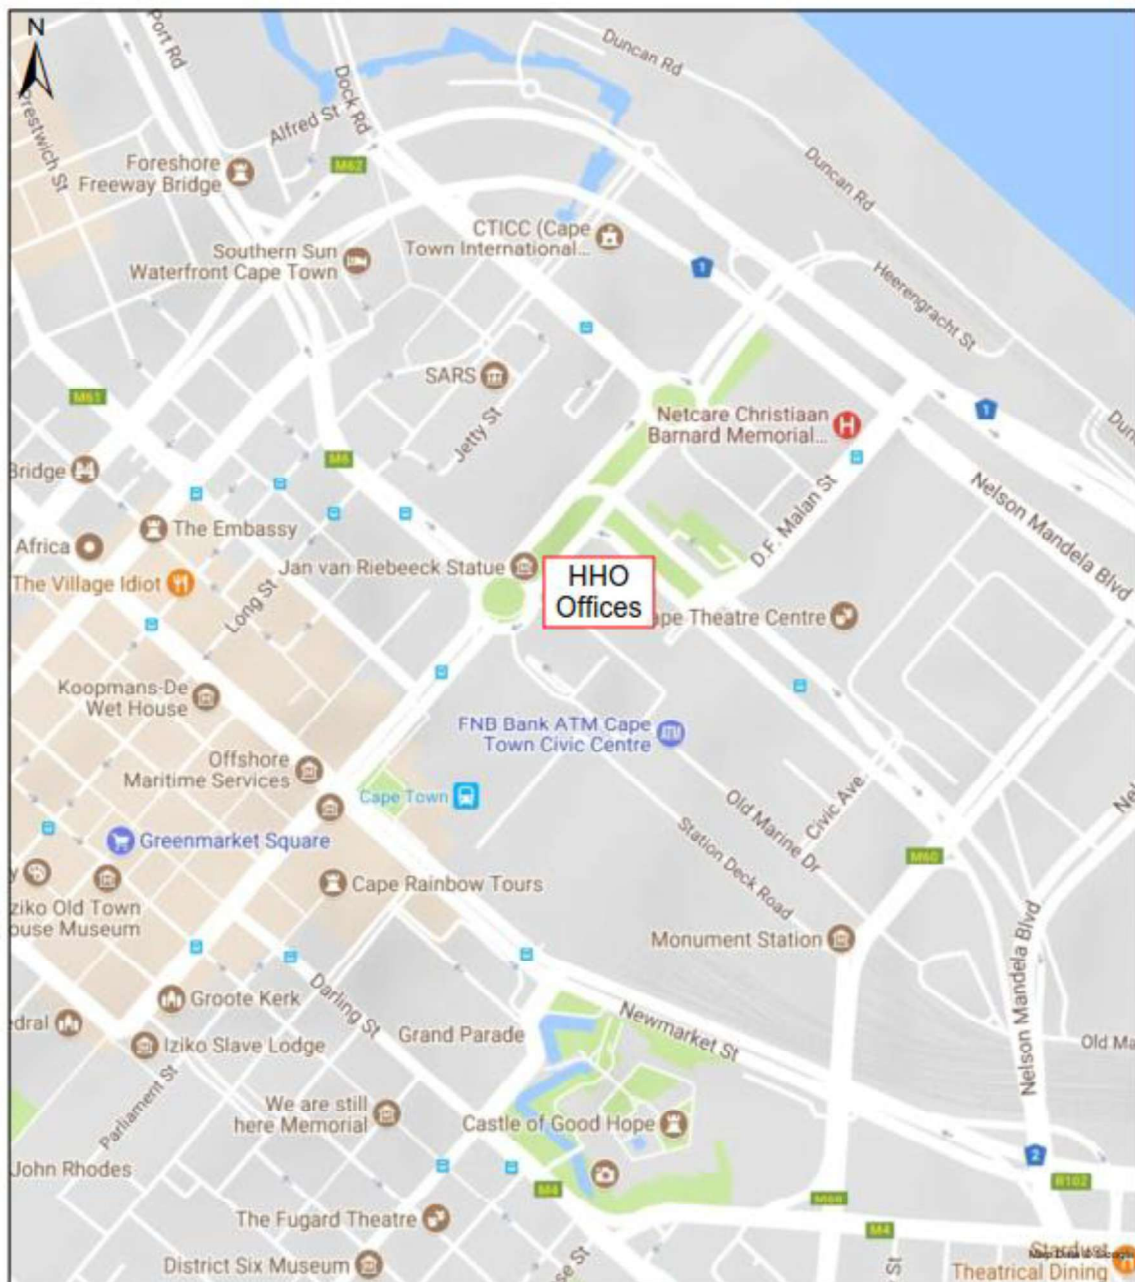 N
Port Rd
Duncan Rd
Dock Rd
Prestwich St
Alfred St
Foreshore
Freeway Bridge
M62
Duncan Rd
CTICC (Cape
Town International...
Southern Sun
Waterfront Cape Town
1
Heerengracht St
SARS
M61
Netcare Christiaan
Barnard Memorial...
H
1
Jetty St
M6
Bridge
Nelson Mandela Blvd
The Embassy
D.F. Malan St
Africa
Jan van Riebeeck Statue
HHO
Offices
The Village Idiot
Long St
ape Theatre Centre
Koopmans-De
Wet House
FNB Bank ATM Cape
Town Civic Centre
ATM
Offshore
Maritime Services
Cape Town
Old Marine Dr
Civic Ave
Station Deck Road
Greenmarket Square
M60
Cape Rainbow Tours
ziko Old Town
ouse Museum
Monument Station
Nelson Mandela Blvd
Darling St
Groote Kerk
Newmarket St
edral
Grand Parade
Iziko Slave Lodge
Old Ma
Parliament St
We are still
here Memorial
Castle of Good Hope
John Rhodes
2
R102
M4
The Fugard Theatre
M4
District Six Museum
Stardust
Theatrical Dining